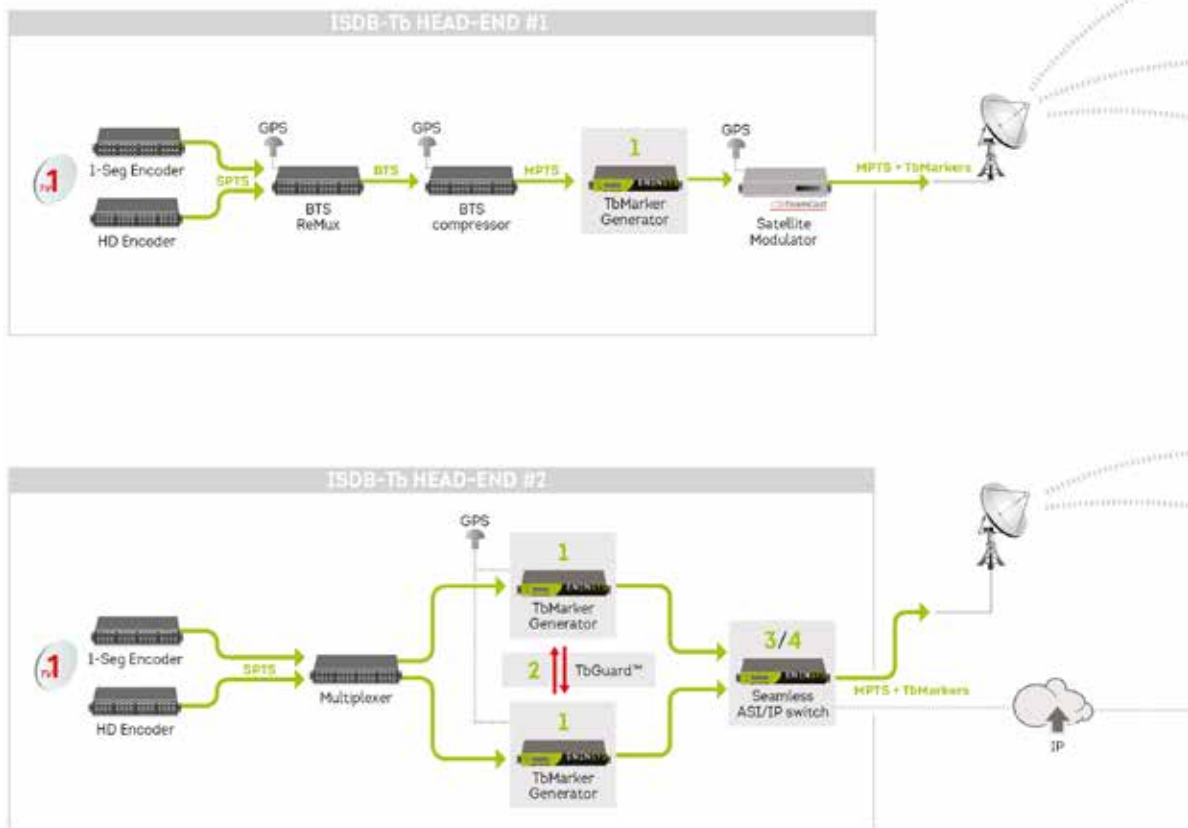 ISDB-Tb HEAD-END #1
GPS
GPS
GPS
1
1-Seg Encoder
SPTS
BTS
MPTS
MPTS + TbMarkers
TV1
BTS
ReMux
BTS
compressor
TbMarker
Generator
TeamCast
Satellite
Modulator
HD Encoder
ISDB-Tb HEAD-END #2
GPS
1
TbMarker
Generator
1-Seg Encoder
TV1
SPTS
Multiplexer
2
TbGuard™
3/4
Seamless
ASI/IP switch
MPTS + TbMarkers
HD Encoder
1
TbMarker
Generator
IP